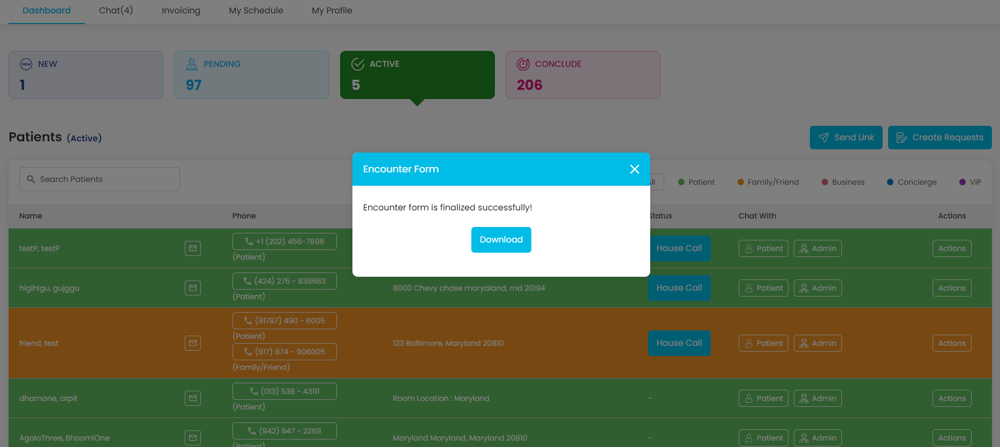 Dashboard Chat(4) Invoicing My Schedule My Profile
NEW PENDING ACTIVE CONCLUDE
1 97 5 206
Patients (Active) Send Link Create Requests
Encounter Form
Search Patients Patient Family/Friend Business Concierge VIP
Encounter form is finalized successfully!
Name Phone Status Chat With Actions
Download
testP, testP +1 (202) 456-7896 House Call Patient Admin Actions
(Patient)
higihigu, gujggu (424) 275 - 838683 8000 Chevy chase maryaland, md 20194 House Call Patient Admin Actions
(Patient)
(91787) 490 - 6005
(Patient)
friend, test 123 Baltimore, Maryland 20810 House Call Patient Admin Actions
(917) 874 - 906005
(Family/Friend)
(013) 538 - 43111
dhamane, arpit Room Location : Maryland - Patient Admin Actions
(Patient)
(942) 947 - 2269
AgolaThree, BhoomiOne Maryland Maryland, Maryland 20810 - Patient Admin Actions
(Patient)